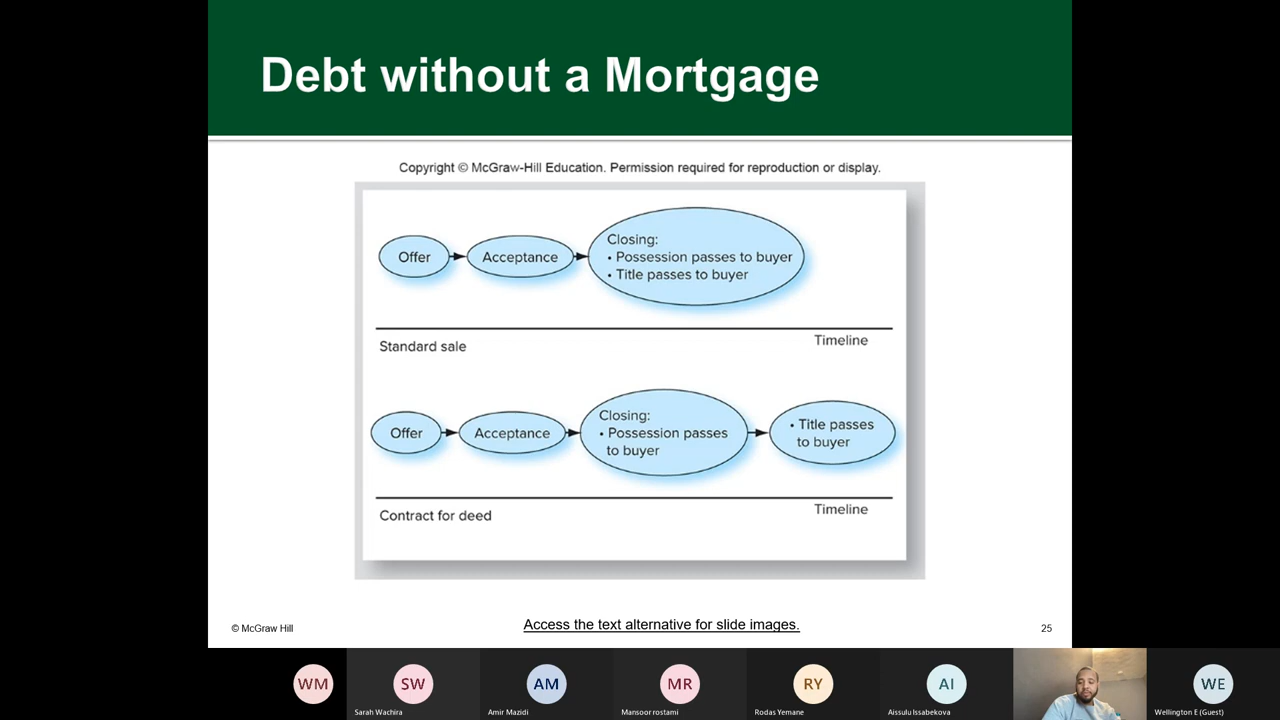 Debt without a Mortgage
Copyright © McGraw-Hill Education. Permission required for reproduction or display.
Offer
Acceptance
Closing:
• Possession passes to buyer
• Title passes to buyer
Timeline
Standard sale
Offer
Acceptance
Closing:
• Possession passes
to buyer
• Title passes
to buyer
Timeline
Contract for deed
© McGraw Hill
Access the text alternative for slide images.
25
WM
SW
AM
MR
RY
AI
WE
Sarah Wachira
Amir Mazidi
Mansoor rostami
Rodas Yemane
Aissulu Issabekova
Wellington E (Guest)